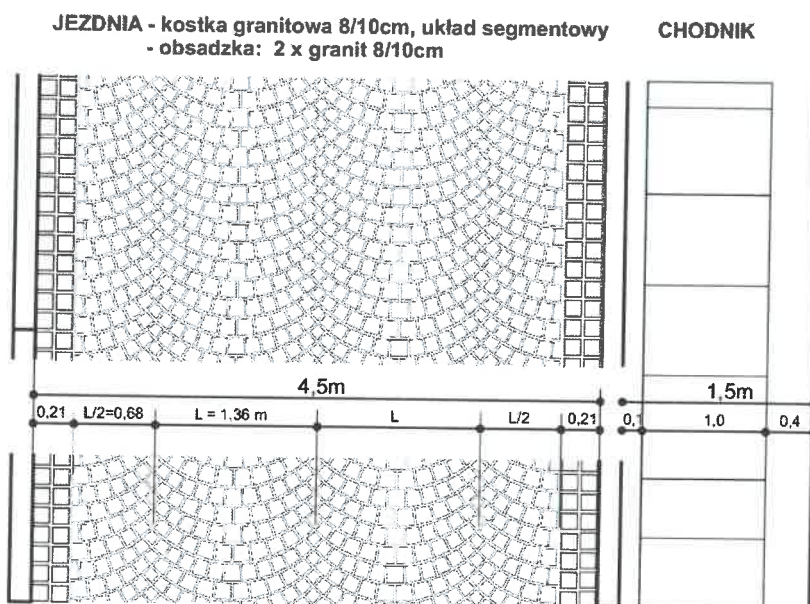 JEZDNIA - kostka granitowa 8/10cm, układ segmentowy
- obsadzka: 2 x granit 8/10cm
CHODNIK
4,5m
1,5m
0,21
L/2=0,68
L = 1,36 m
L
L/2
0,21
0,1
1,0
0,4